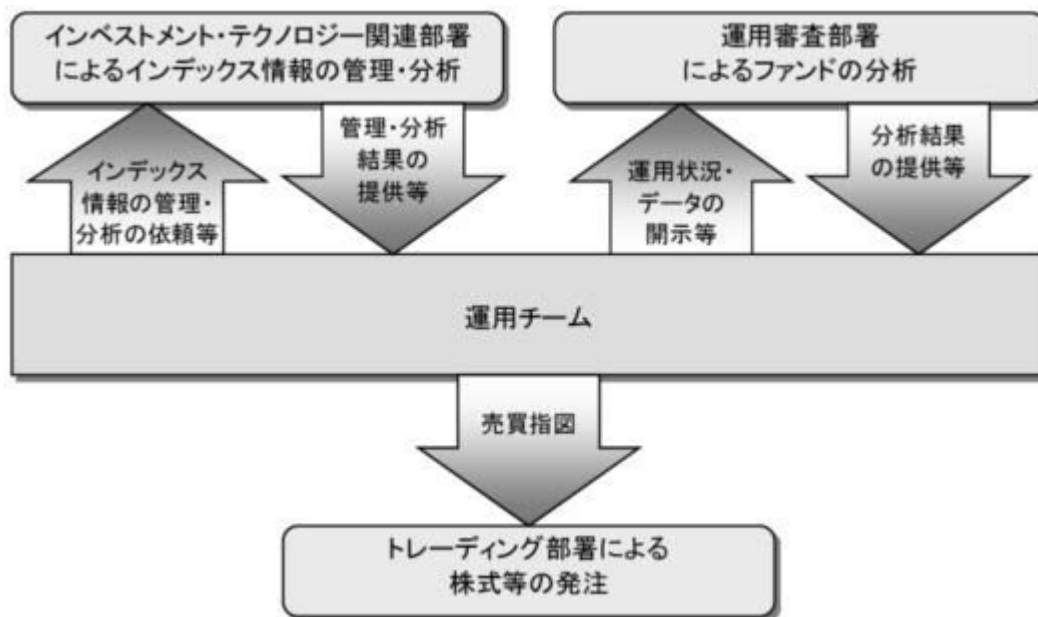 インベストメント・テクノロジー関連部署
によるインデックス情報の管理・分析
運用審査部署
によるファンドの分析
インデックス
情報の管理・
分析の依頼等
管理・分析
結果の
提供等
運用状況・
データの
開示等
分析結果
の提供等
運用チーム
売買指図
トレーディング部署による
株式等の発注